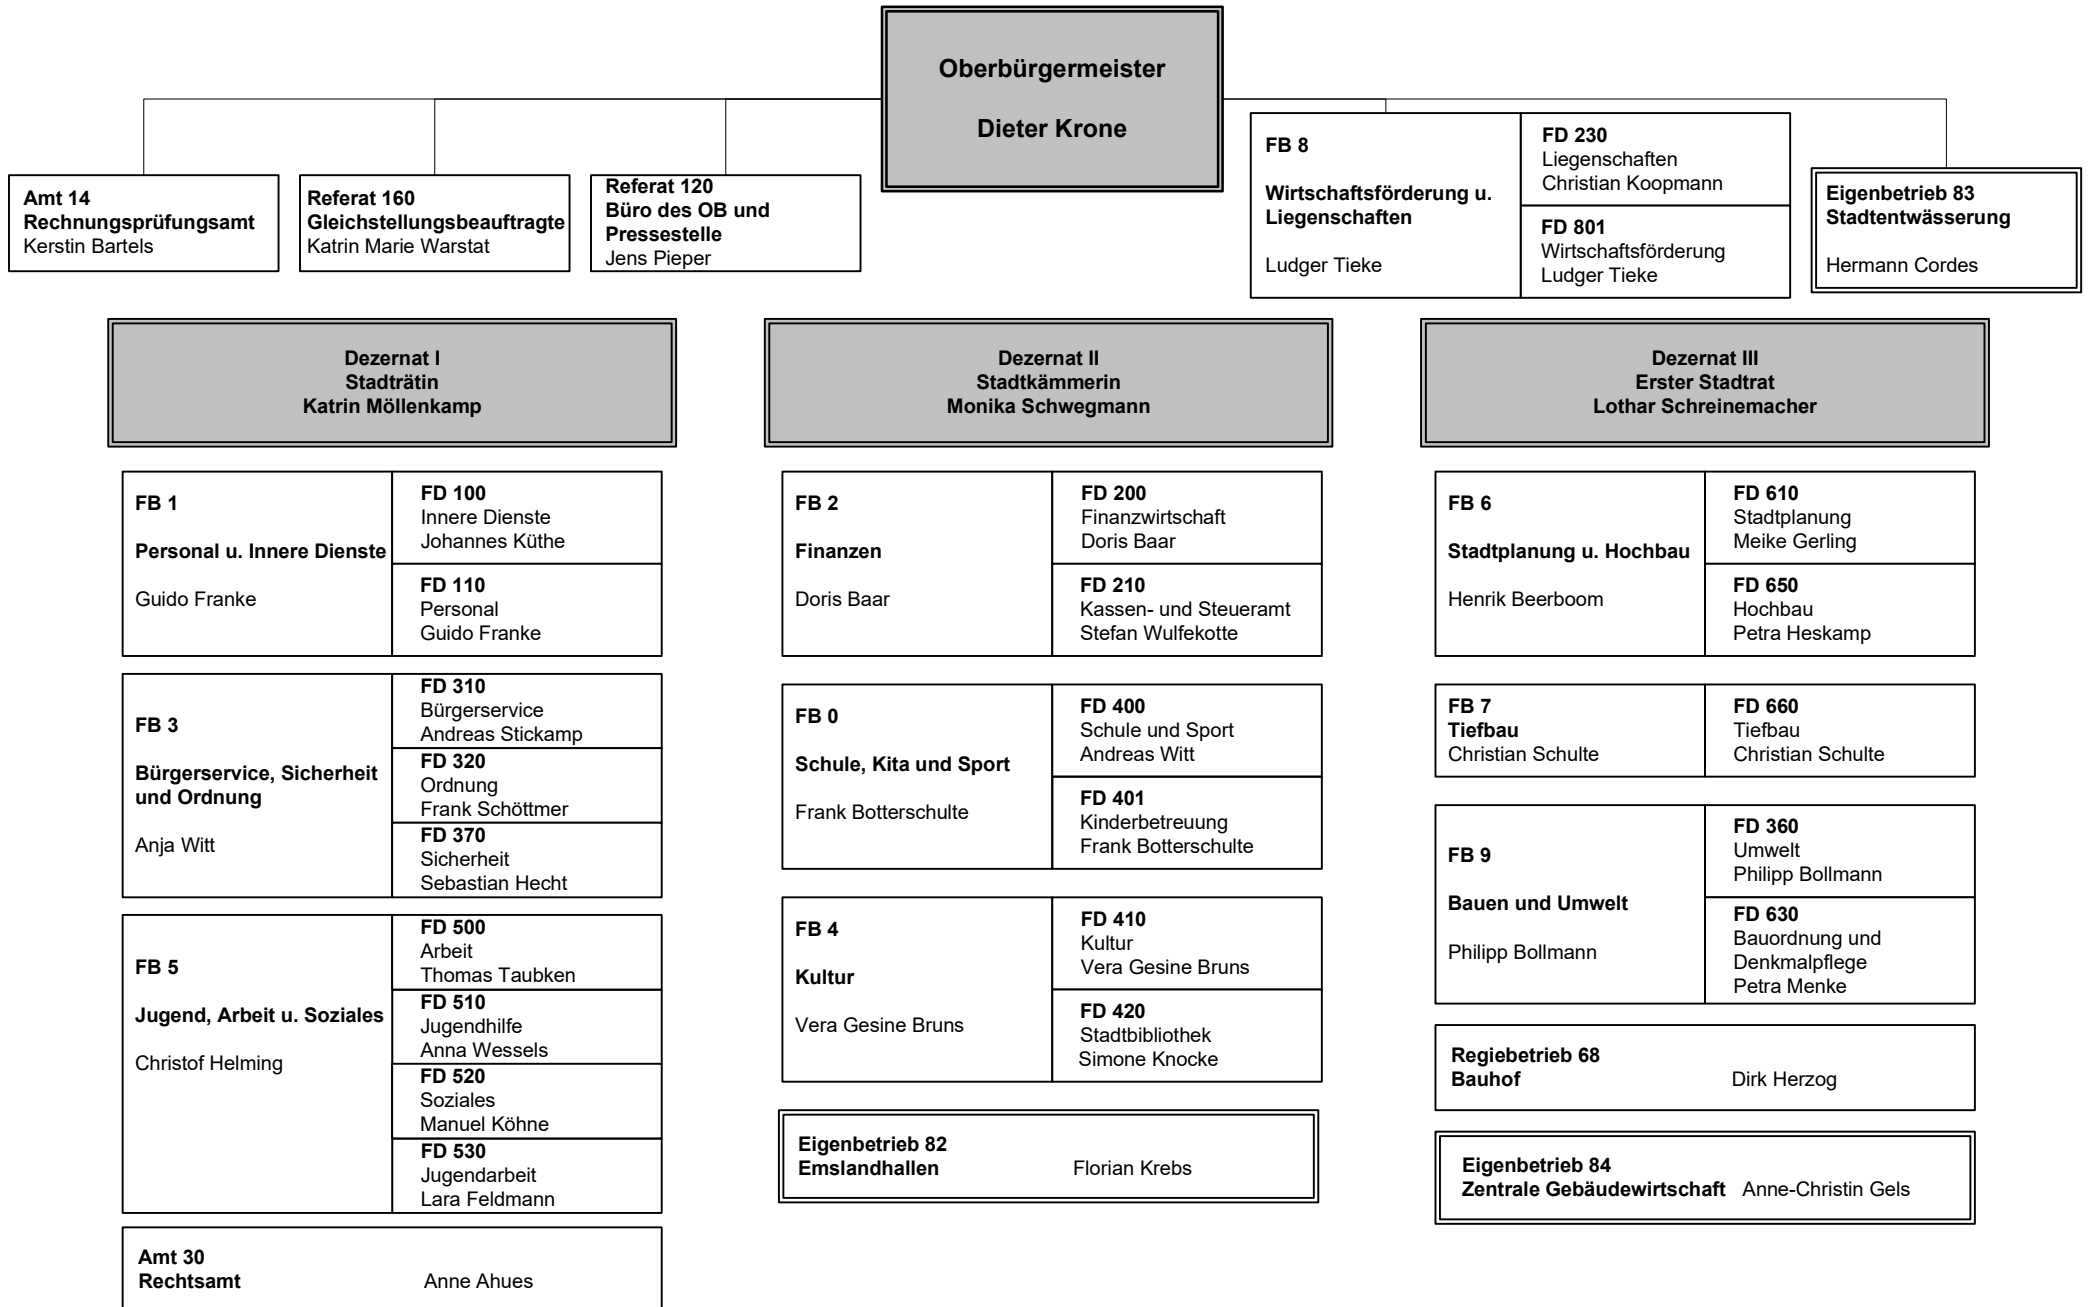 Oberbürgermeister
Dieter Krone
Amt 14
Rechnungsprüfungsamt
Kerstin Bartels
Referat 160
Gleichstellungsbeauftragte
Katrin Marie Warstat
Referat 120
Büro des OB und
Pressestelle
Jens Pieper
FB 8
Wirtschaftsförderung u.
Liegenschaften
Ludger Tieke
FD 230
Liegenschaften
Christian Koopmann
FD 801
Wirtschaftsförderung
Ludger Tieke
Eigenbetrieb 83
Stadtentwässerung
Hermann Cordes
Dezernat I
Stadträtin
Katrin Möllenkamp
FB 1
Personal u. Innere Dienste
Guido Franke
FD 100
Innere Dienste
Johannes Küthe
FD 110
Personal
Guido Franke
FB 3
Bürgerservice, Sicherheit
und Ordnung
Anja Witt
FD 310
Bürgerservice
Andreas Stickamp
FD 320
Ordnung
Frank Schöttmer
FD 370
Sicherheit
Sebastian Hecht
FB 5
Jugend, Arbeit u. Soziales
Christof Helming
FD 500
Arbeit
Thomas Taubken
FD 510
Jugendhilfe
Anna Wessels
FD 520
Soziales
Manuel Köhne
FD 530
Jugendarbeit
Lara Feldmann
Amt 30
Rechtsamt Anne Ahues
Dezernat II
Stadtkämmerin
Monika Schwegmann
FB 2
Finanzen
Doris Baar
FD 200
Finanzwirtschaft
Doris Baar
FD 210
Kassen- und Steueramt
Stefan Wulfekotte
FB 0
Schule, Kita und Sport
Frank Botterschulte
FD 400
Schule und Sport
Andreas Witt
FD 401
Kinderbetreuung
Frank Botterschulte
FB 4
Kultur
Vera Gesine Bruns
FD 410
Kultur
Vera Gesine Bruns
FD 420
Stadtbibliothek
Simone Knocke
Eigenbetrieb 82
Emslandhallen Florian Krebs
Dezernat III
Erster Stadtrat
Lothar Schreinemacher
FB 6
Stadtplanung u. Hochbau
Henrik Beerboom
FD 610
Stadtplanung
Meike Gerling
FD 650
Hochbau
Petra Heskamp
FB 7
Tiefbau
Christian Schulte
FD 660
Tiefbau
Christian Schulte
FB 9
Bauen und Umwelt
Philipp Bollmann
FD 360
Umwelt
Philipp Bollmann
FD 630
Bauordnung und
Denkmalpflege
Petra Menke
Regiebetrieb 68
Bauhof Dirk Herzog
Eigenbetrieb 84
Zentrale Gebäudewirtschaft Anne-Christin Gels